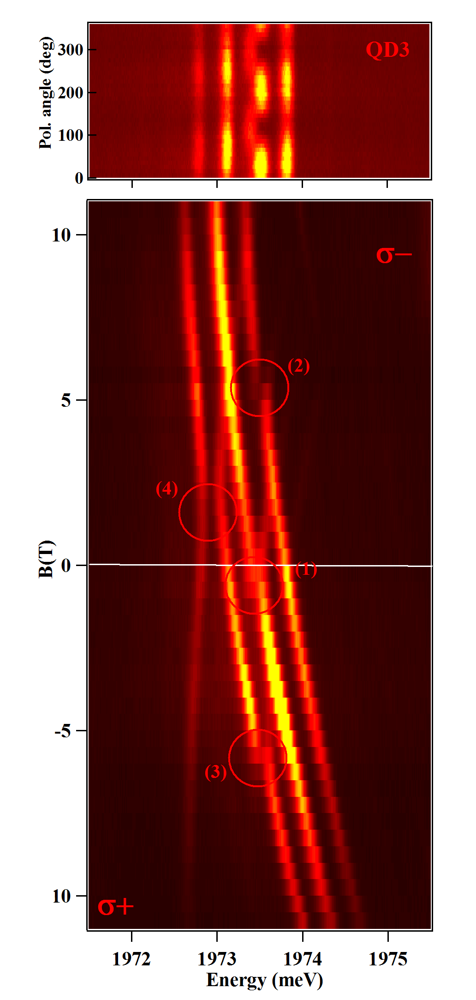 QD3
Pol. angle (deg)
300
200
100
0
σ−
10
(2)
5
(4)
B(T)
0
(1)
-5
(3)
10
σ+
1972 1973 1974 1975
Energy (meV)